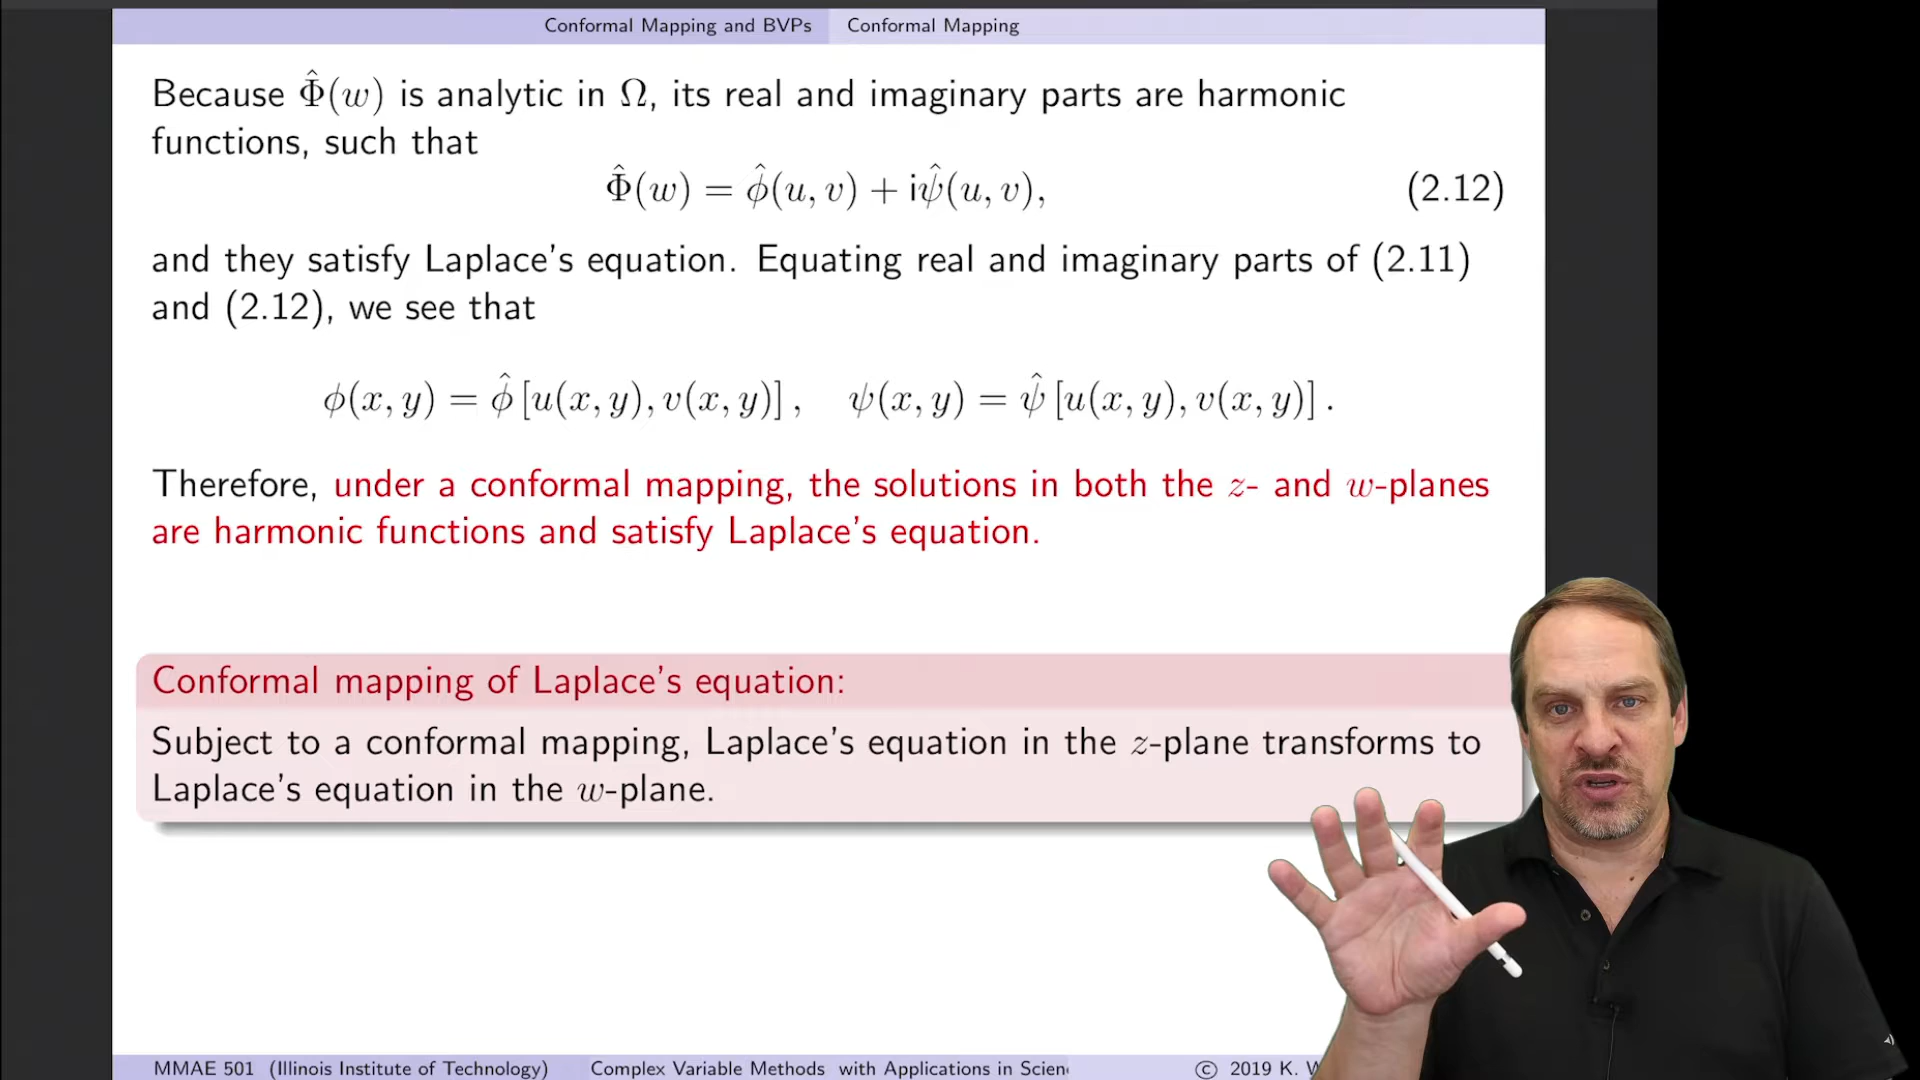 Conformal Mapping and BVPs Conformal Mapping
Because Φ̂(w) is analytic in Ω, its real and imaginary parts are harmonic
functions, such that
Φ̂(w) = φ̂(u, v) + iψ̂(u, v), (2.12)
and they satisfy Laplace's equation. Equating real and imaginary parts of (2.11)
and (2.12), we see that
ϕ(x, y) = ϕ̂ [u(x, y), v(x, y)] , ψ(x, y) = ψ̂ [u(x, y), v(x, y)] .
Therefore, under a conformal mapping, the solutions in both the z- and w-planes
are harmonic functions and satisfy Laplace's equation.
Conformal mapping of Laplace's equation:
Subject to a conformal mapping, Laplace's equation in the z-plane transforms to
Laplace's equation in the w-plane.
MMAE 501 (Illinois Institute of Technology) Complex Variable Methods with Applications in Scien © 2019 K.